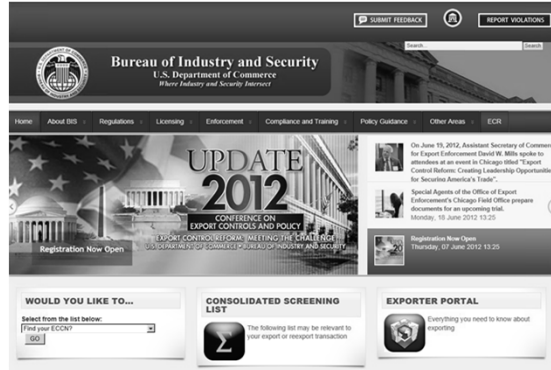 SUBMIT FEEDBACK
REPORT VIOLATIONS
Search...
Search
Bureau of Industry and Security
U.S. Department of Commerce
Where Industry and Security Intersect
Home About BIS Regulations Licensing Enforcement Compliance and Training Policy Guidance Other Areas ECR
UPDATE
2012
CONFERENCE ON
EXPORT CONTROLS AND POLICY
EXPORT CONTROL REFORM, MEETING THE CHALLENGE
U.S. DEPARTMENT OF COMMERCE • BUREAU OF INDUSTRY AND SECURITY
Registration Now Open
On June 19, 2012, Assistant Secretary of Commerc
for Export Enforcement David W. Mills spoke to
attendees at an event in Chicago titled "Export
Control Reform: Creating Leadership Opportunitie
for Securing America's Trade".
Special Agents of the Office of Export
Enforcement's Chicago Field Office prepare
documents for an upcoming trial.
Monday, 18 June 2012 13:25
Registration Now Open
Thursday, 07 June 2012 13:25
WOULD YOU LIKE TO...
Select from the list below:
Find your ECCN?
GO
CONSOLIDATED SCREENING
LIST
The following list may be relevant to
your export or reexport transaction
EXPORTER PORTAL
Everything you need to know about
exporting